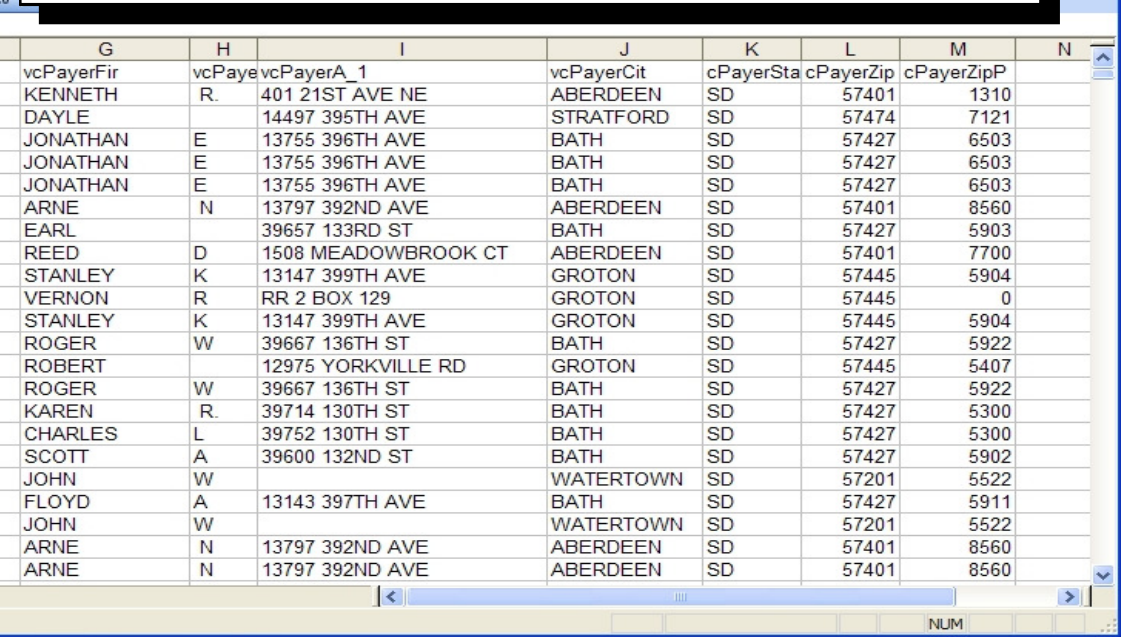 G H I J K L M N
vcPayerFir vcPaye vcPayerA_1 vcPayerCit cPayerSta cPayerZip cPayerZipP
KENNETH R. 401 21ST AVE NE ABERDEEN SD 57401 1310
DAYLE 14497 395TH AVE STRATFORD SD 57474 7121
JONATHAN E 13755 396TH AVE BATH SD 57427 6503
JONATHAN E 13755 396TH AVE BATH SD 57427 6503
JONATHAN E 13755 396TH AVE BATH SD 57427 6503
ARNE N 13797 392ND AVE ABERDEEN SD 57401 8560
EARL 39657 133RD ST BATH SD 57427 5903
REED D 1508 MEADOWBROOK CT ABERDEEN SD 57401 7700
STANLEY K 13147 399TH AVE GROTON SD 57445 5904
VERNON R RR 2 BOX 129 GROTON SD 57445 0
STANLEY K 13147 399TH AVE GROTON SD 57445 5904
ROGER W 39667 136TH ST BATH SD 57427 5922
ROBERT 12975 YORKVILLE RD GROTON SD 57445 5407
ROGER W 39667 136TH ST BATH SD 57427 5922
KAREN R. 39714 130TH ST BATH SD 57427 5300
CHARLES L 39752 130TH ST BATH SD 57427 5300
SCOTT A 39600 132ND ST BATH SD 57427 5902
JOHN W WATERTOWN SD 57201 5522
FLOYD A 13143 397TH AVE BATH SD 57427 5911
JOHN W WATERTOWN SD 57201 5522
ARNE N 13797 392ND AVE ABERDEEN SD 57401 8560
ARNE N 13797 392ND AVE ABERDEEN SD 57401 8560
NUM